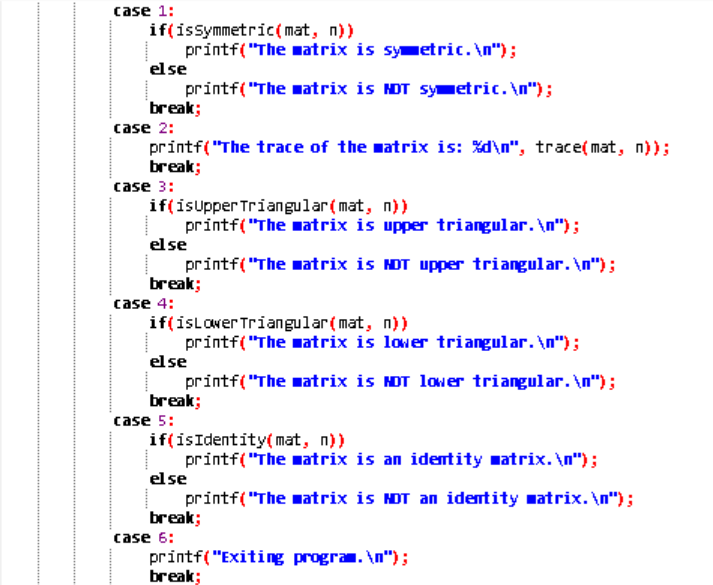 case 1:
if(isSymmetric(mat, n))
printf("The matrix is symmetric.\n");
else
printf("The matrix is NOT symmetric.\n");
break;
case 2:
printf("The trace of the matrix is: %d\n", trace(mat, n));
break;
case 3:
if(isUpperTriangular(mat, n))
printf("The matrix is upper triangular.\n");
else
printf("The matrix is NOT upper triangular.\n");
break;
case 4:
if(isLowerTriangular(mat, n))
printf("The matrix is lower triangular.\n");
else
printf("The matrix is NOT lower triangular.\n");
break;
case 5:
if(isIdentity(mat, n))
printf("The matrix is an identity matrix.\n");
else
printf("The matrix is NOT an identity matrix.\n");
break;
case 6:
printf("Exiting program.\n");
break;